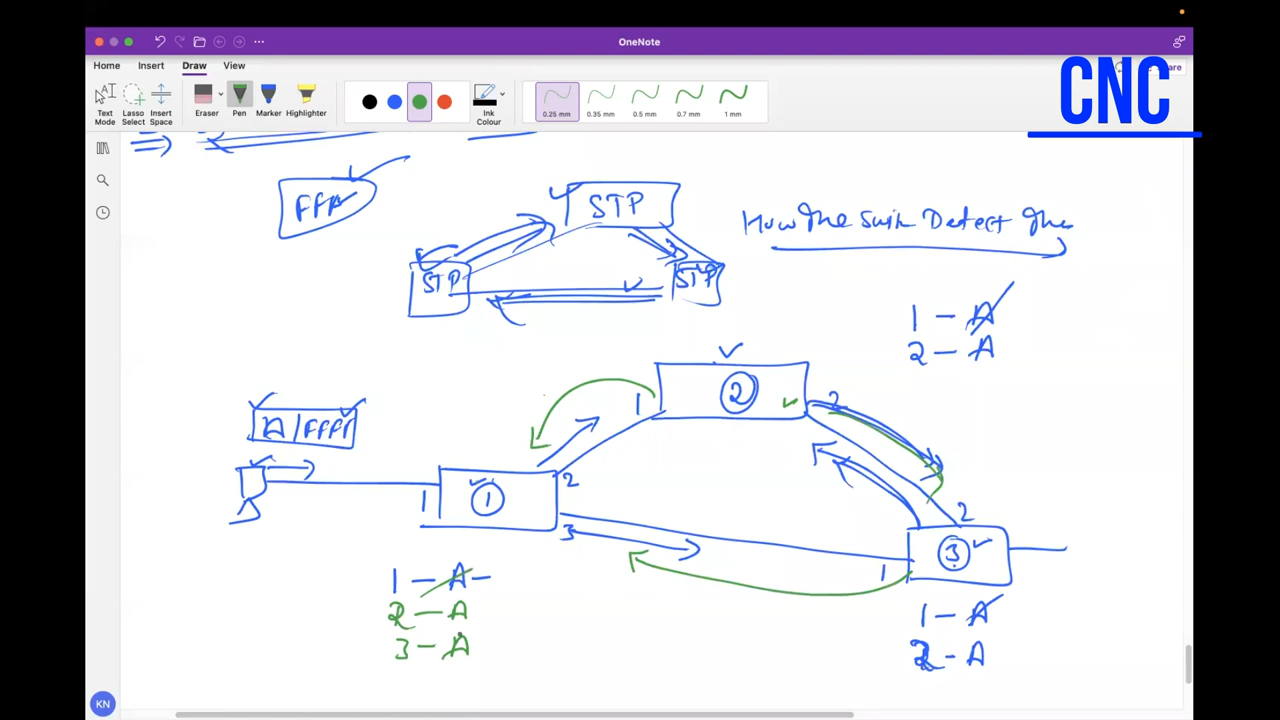 OneNote
Home Insert Draw View
CNC
Text Mode
Lasso Select
Insert Space
Eraser
Pen
Marker
Highlighter
Ink Colour
0.25 mm
0.35 mm
0.5 mm
0.7 mm
1 mm
STP
STP
STP
How The Detect The
1 - A
2 - A
A/FFFF
1
2
2
1
1
2
3
2
3
1
1 - A -
2 - A
3 - A
1 - A
2 - A
KN